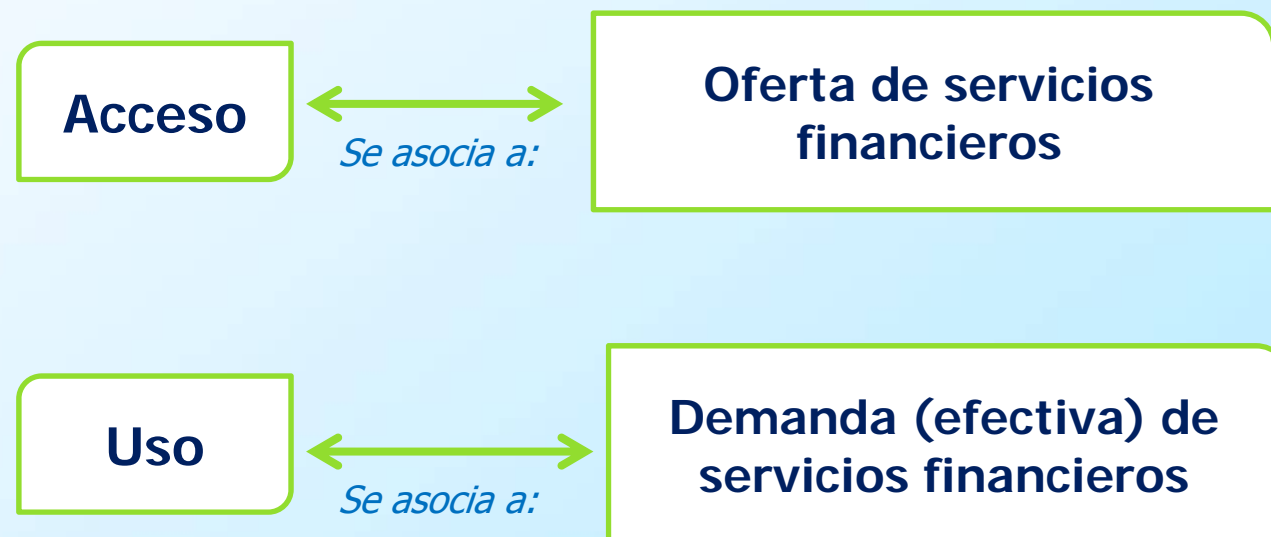 Acceso
Se asocia a:
Oferta de servicios
financieros
Uso
Se asocia a:
Demanda (efectiva) de
servicios financieros